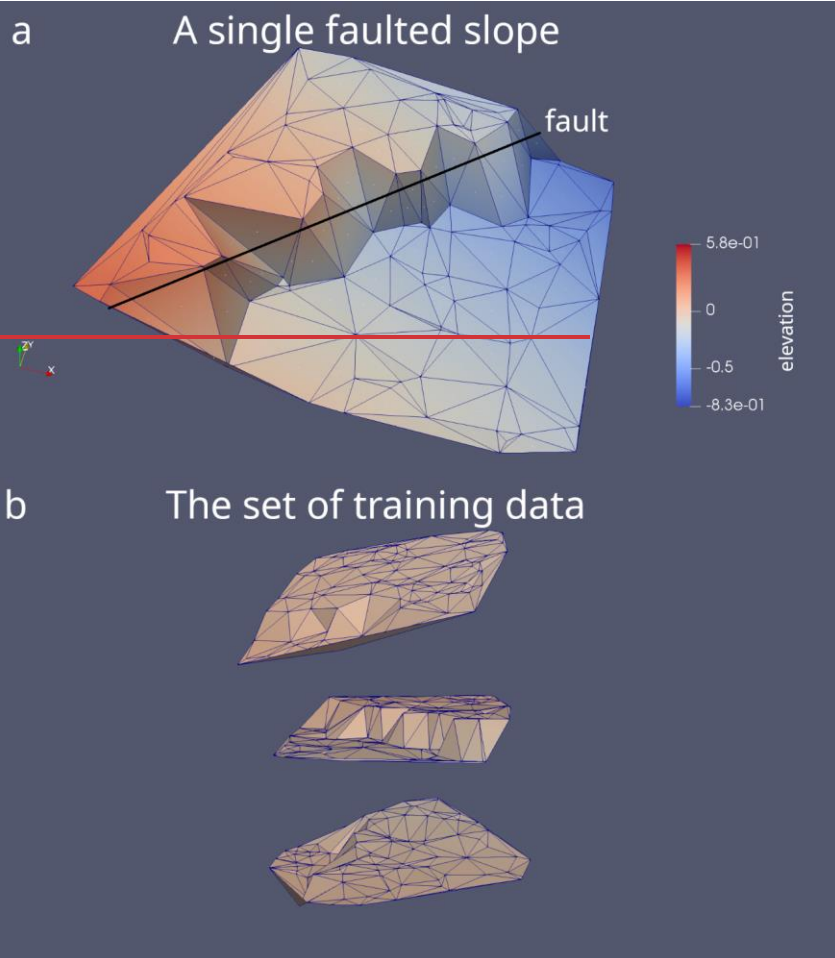 a
A single faulted slope
fault
5.8e-01
0
-0.5
-8.3e-01
elevation
ZY
X
b
The set of training data